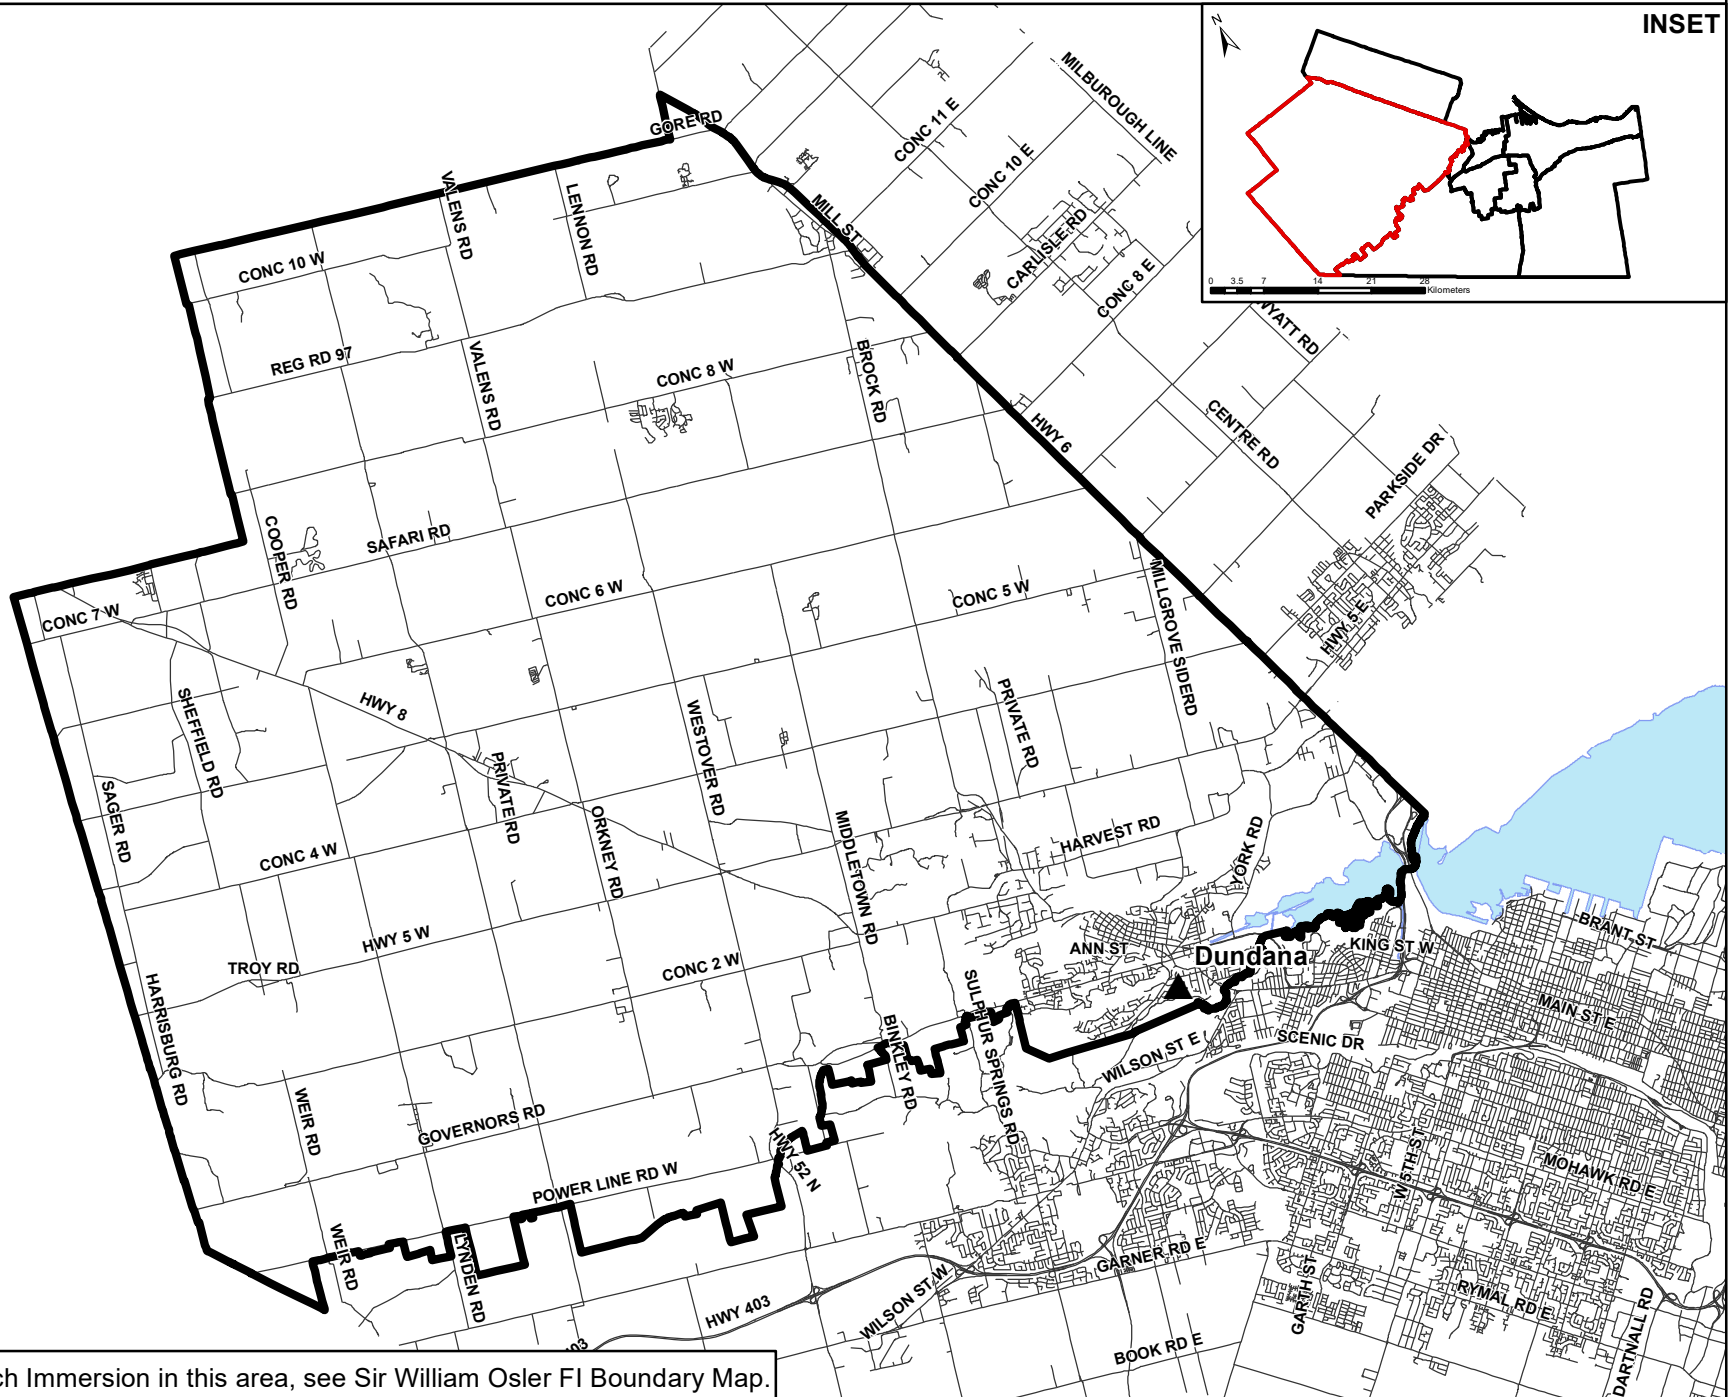 INSET
N
0 3.5 7 14 21 28
Kilometers
MILBUROUGH LINE
GORE RD
CONC 11 E
CONC 10 E
VALENS RD
LENNON RD
MILL ST
CARLISLE RD
CONC 10 W
CONC 8 E
WYATT RD
REG RD 97
VALENS RD
CONC 8 W
BROCK RD
HWY 6
CENTRE RD
PARKSIDE DR
COOPER RD
SAFARI RD
CONC 7 W
CONC 6 W
CONC 5 W
MILLGROVE SIDERD
HWY 5 E
SHEFFIELD RD
HWY 8
WESTOVER RD
PRIVATE RD
PRIVATE RD
SAGER RD
ORKNEY RD
MIDDLETOWN RD
HARVEST RD
YORK RD
CONC 4 W
HWY 5 W
TROY RD
CONC 2 W
ANN ST
Dundana
KING ST W
BRANT ST
HARRISBURG RD
SULPHUR SPRINGS RD
BINKLEY RD
MAIN ST E
SCENIC DR
WILSON ST E
WEIR RD
GOVERNORS RD
HWY 52 N
POWER LINE RD W
W 5TH ST
MOHAWK RD E
WEIR RD
LYNDEN RD
GARNER RD E
GARTH ST
RYMAL RD E
HWY 403
WILSON ST W
DARTNALL RD
BOOK RD E
03
ch Immersion in this area, see Sir William Osler FI Boundary Map.